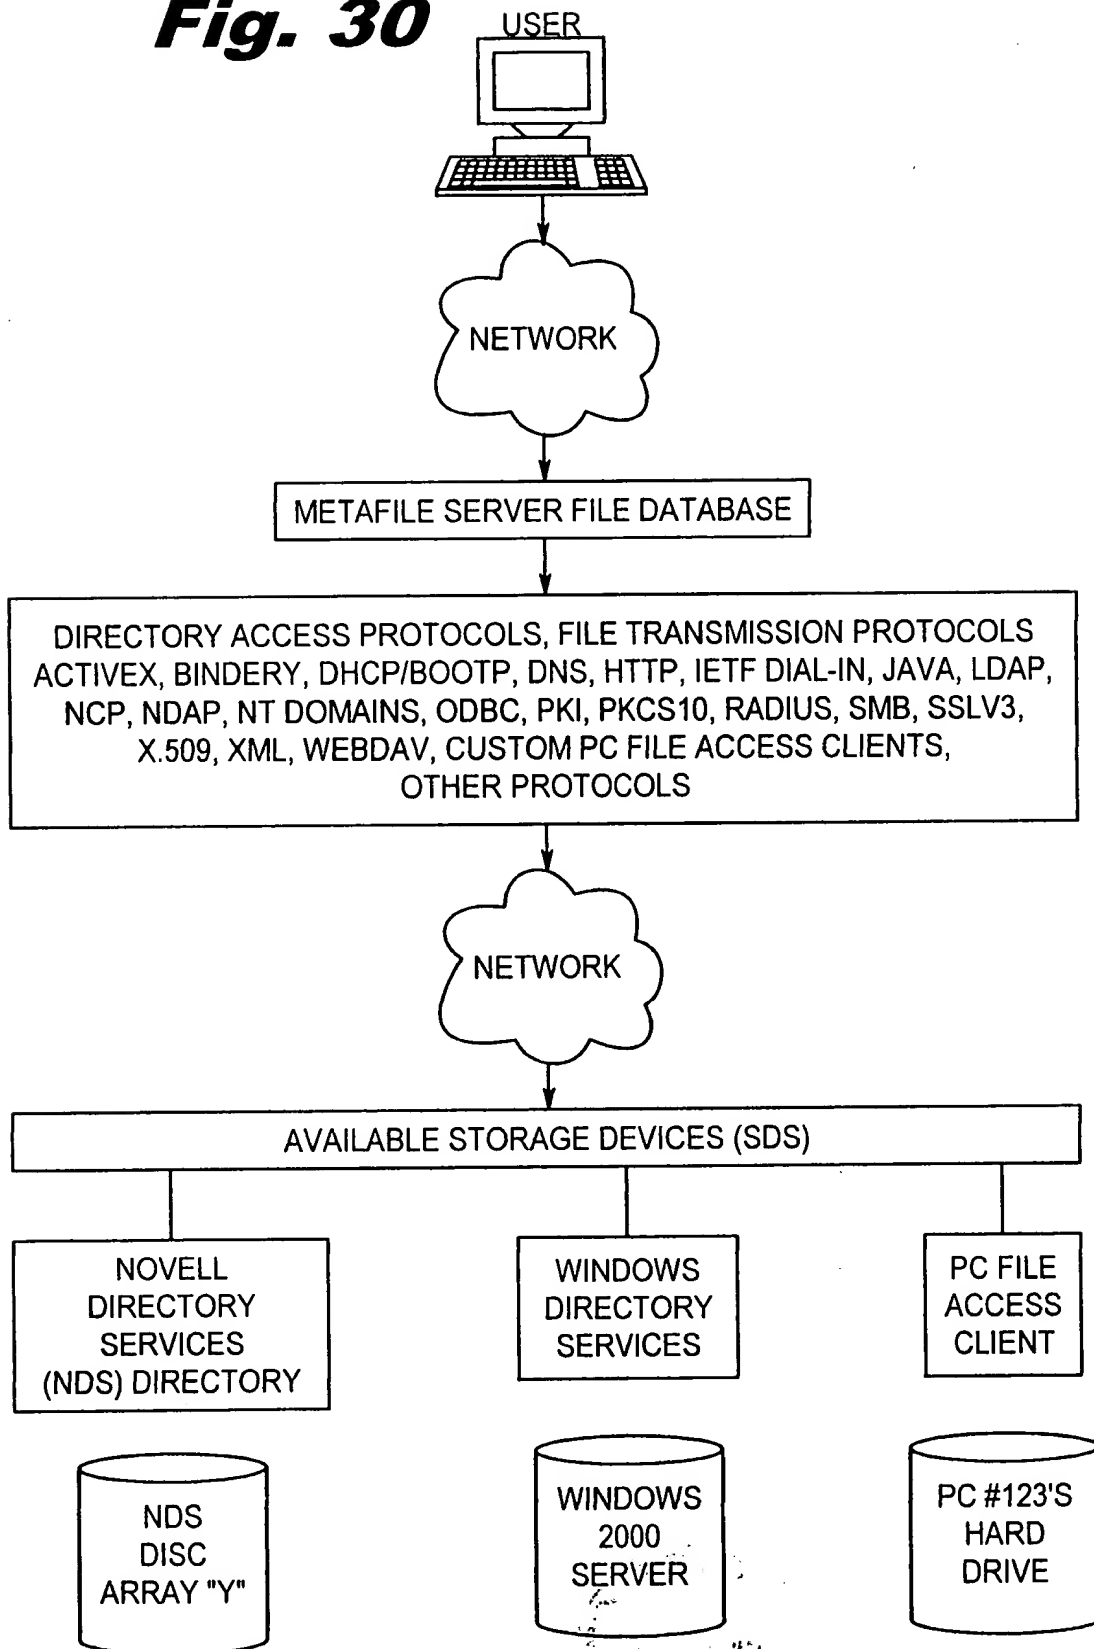 Fig. 30
USER
NETWORK
METAFILE SERVER FILE DATABASE
DIRECTORY ACCESS PROTOCOLS, FILE TRANSMISSION PROTOCOLS
ACTIVEX, BINDERY, DHCP/BOOTP, DNS, HTTP, IETF DIAL-IN, JAVA, LDAP,
NCP, NDAP, NT DOMAINS, ODBC, PKI, PKCS10, RADIUS, SMB, SSLV3,
X.509, XML, WEBDAV, CUSTOM PC FILE ACCESS CLIENTS,
OTHER PROTOCOLS
NETWORK
AVAILABLE STORAGE DEVICES (SDS)
NOVELL
DIRECTORY
SERVICES
(NDS) DIRECTORY
WINDOWS
DIRECTORY
SERVICES
PC FILE
ACCESS
CLIENT
NDS
DISC
ARRAY "Y"
WINDOWS
2000
SERVER
PC #123'S
HARD
DRIVE